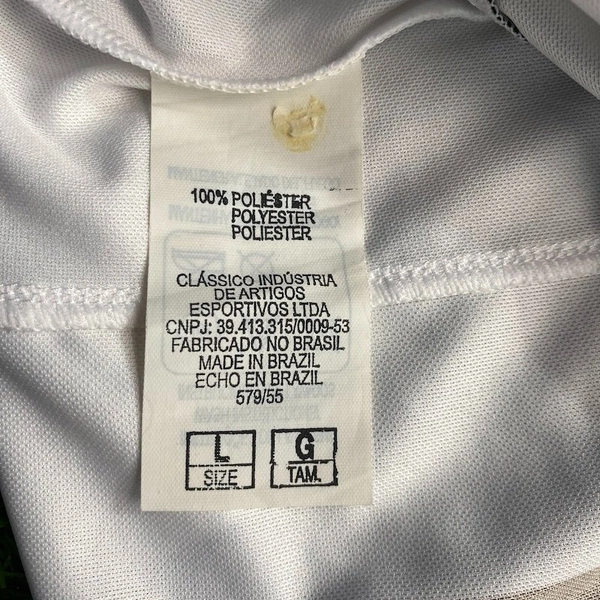 100% POLIÉSTER
POLYESTER
POLIESTER
CLÁSSICO INDÚSTRIA
DE ARTIGOS
ESPORTIVOS LTDA
CNPJ: 39.413.315/0009-53
FABRICADO NO BRASIL
MADE IN BRAZIL
ECHO EN BRAZIL
579/55
L G
SIZE TAM.